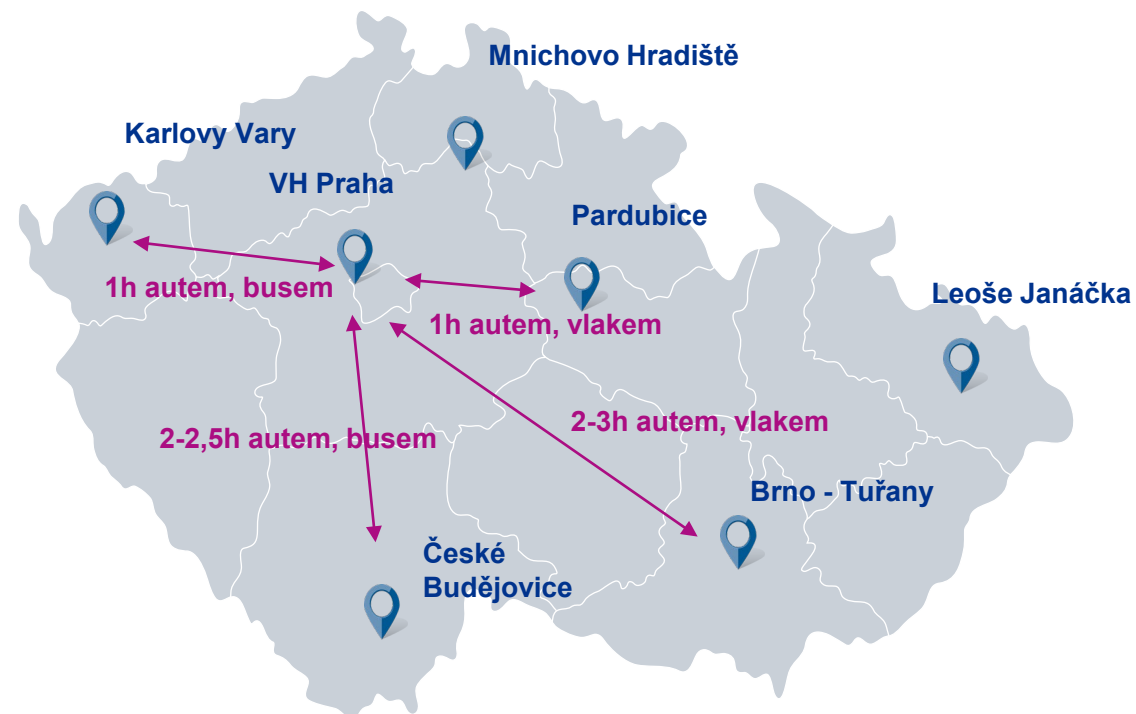 Mnichovo Hradiště
Karlovy Vary
VH Praha
Pardubice
1h autem, busem
Leoše Janáčka
1h autem, vlakem
2-3h autem, vlakem
2-2,5h autem, busem
Brno - Tuřany
České
Budějovice